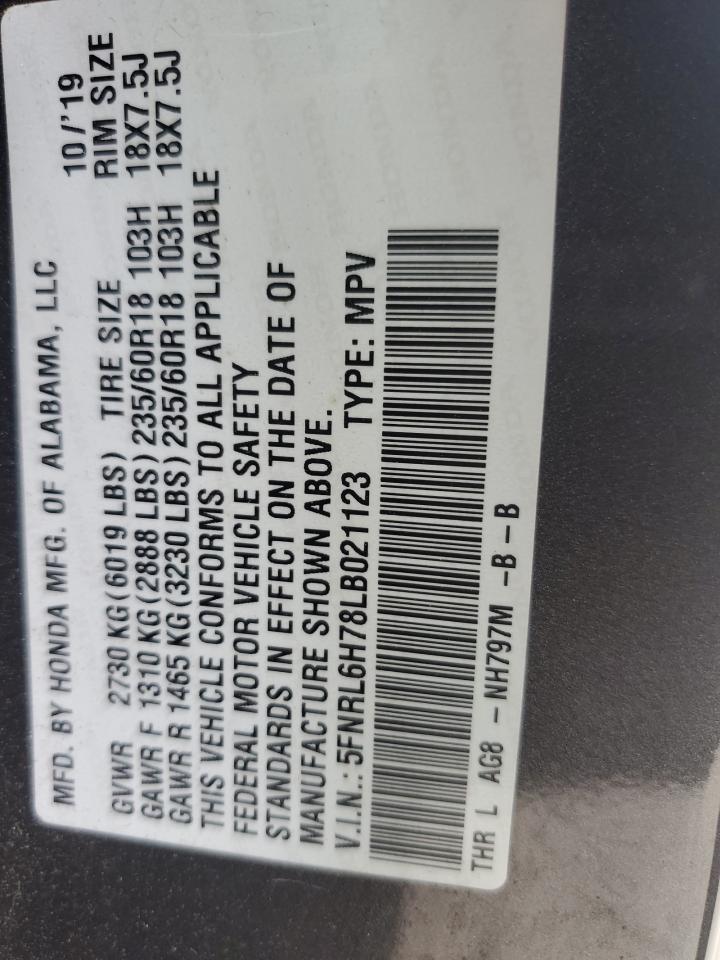 MFD. BY HONDA MFG. OF ALABAMA, LLC 10/'19
GVWR 2730 KG(6019 LBS) TIRE SIZE RIM SIZE
GAWR F 1310 KG(2888 LBS)235/60R18 103H 18X7.5J
GAWR R 1465 KG(3230 LBS)235/60R18 103H 18X7.5J
THIS VEHICLE CONFORMS TO ALL APPLICABLE
FEDERAL MOTOR VEHICLE SAFETY
STANDARDS IN EFFECT ON THE DATE OF
MANUFACTURE SHOWN ABOVE.
V.I.N.: 5FNRL6H78LB021123 TYPE: MPV
THR L AG8 - NH797M -B -B